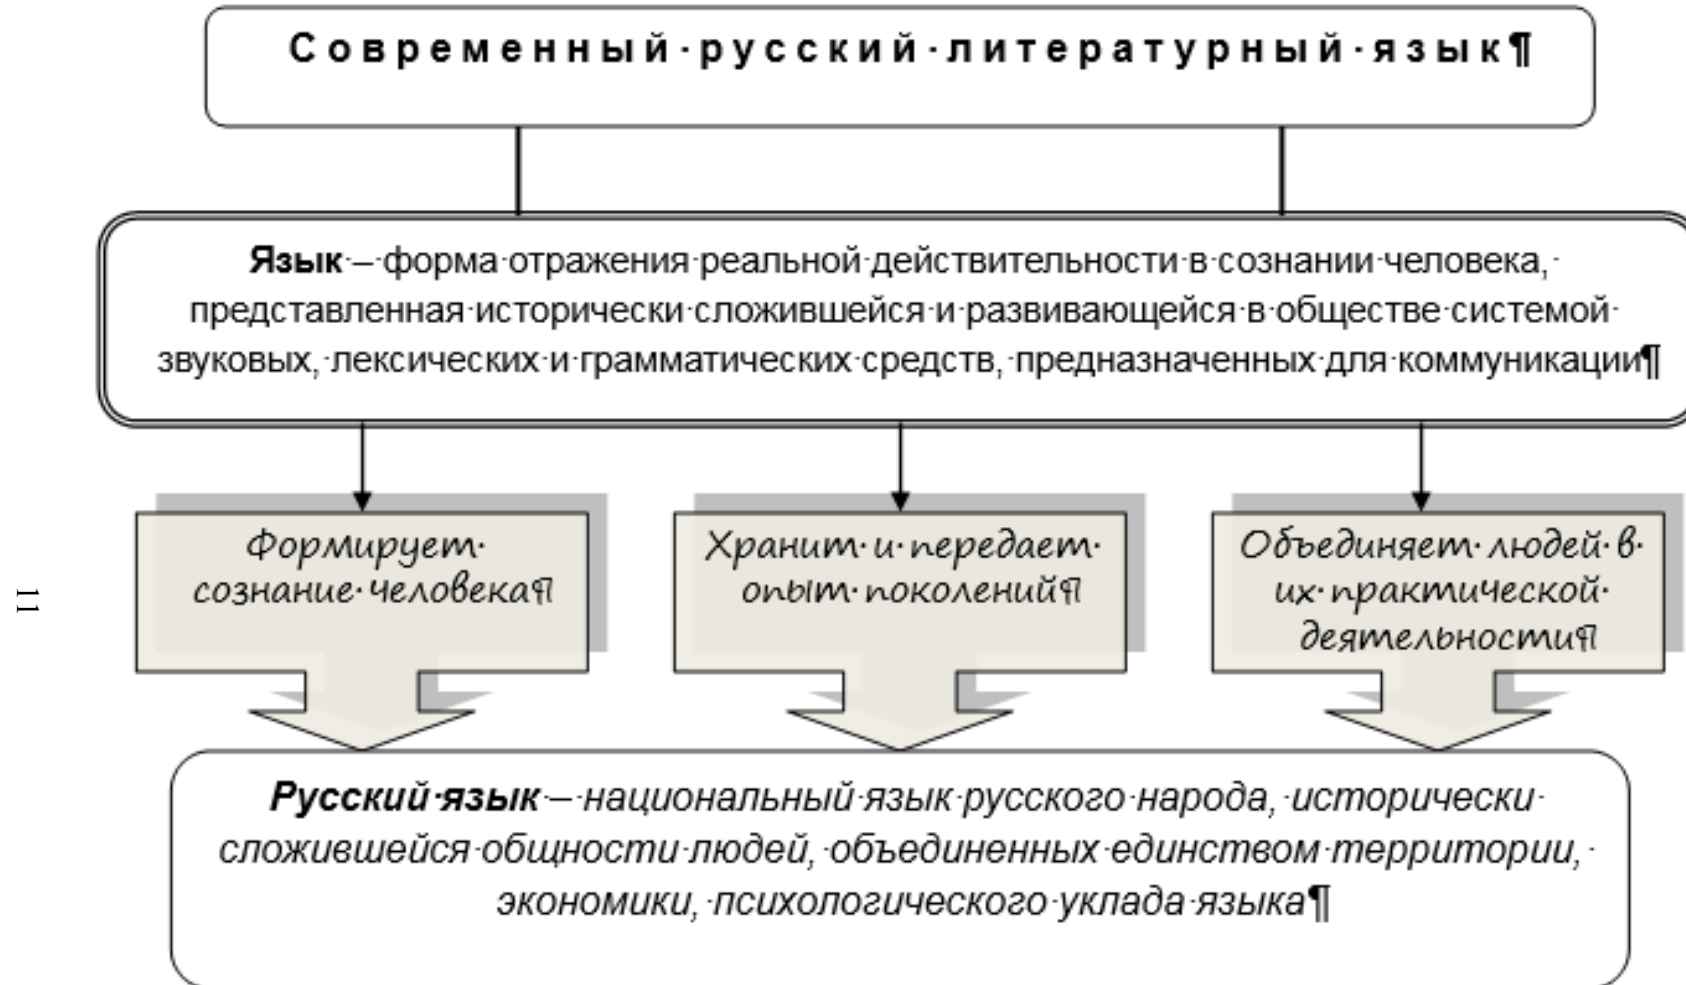 Современный·русский·литературный·язык¶
Язык·–·форма·отражения·реальной·действительности·в·сознании·человека,·
представленная·исторически·сложившейся·и·развивающейся·в·обществе·системой·
звуковых,·лексических·и·грамматических·средств,·предназначенных·для·коммуникации¶
Формирует·
сознание·человека¶
Хранит·и·передает·
опыт·поколений¶
Объединяет·людей·в·
их·практической·
деятельности¶
11
Русский·язык·–·национальный·язык·русского·народа,·исторически·
сложившейся·общности·людей,·объединенных·единством·территории,·
экономики,·психологического·уклада·языка¶